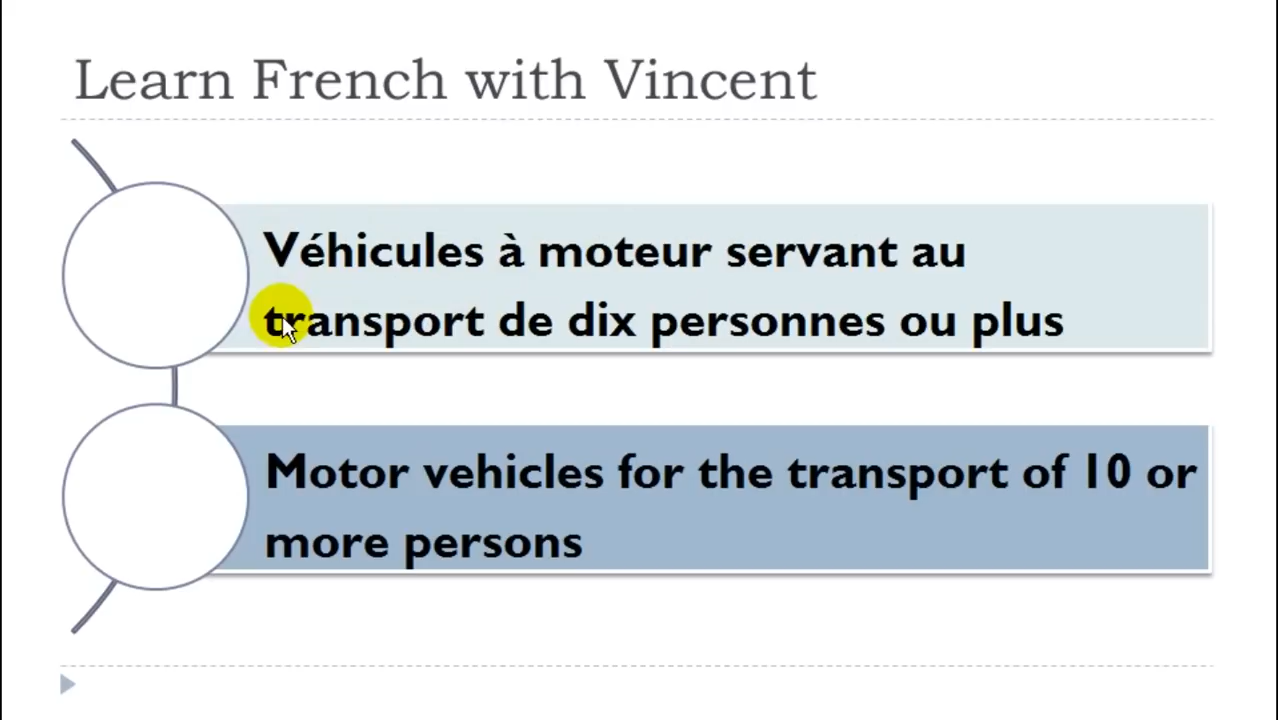 Learn French with Vincent
Véhicules à moteur servant au
transport de dix personnes ou plus
Motor vehicles for the transport of 10 or
more persons